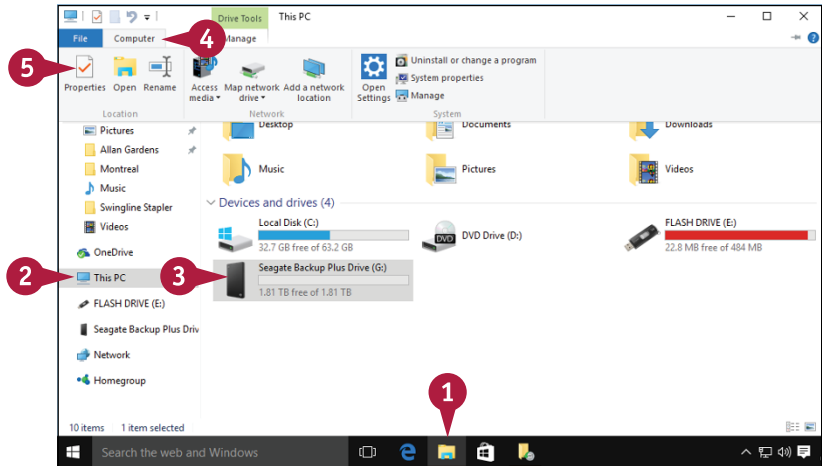 Drive Tools This PC
File Computer Manage
4
5
Properties Open Rename
Location
Access media
Map network drive
Add a network location
Network
Open Settings
Uninstall or change a program
System properties
Manage
System
Pictures
Allan Gardens
Montreal
Music
Swingline Stapler
Videos
OneDrive
2
This PC
FLASH DRIVE (E:)
Seagate Backup Plus Driv
Network
Homegroup
Desktop
Documents
Downloads
Music
Pictures
Videos
Devices and drives (4)
Local Disk (C:)
32.7 GB free of 63.2 GB
DVD
DVD Drive (D:)
FLASH DRIVE (E:)
22.8 MB free of 484 MB
3
Seagate Backup Plus Drive (G:)
1.81 TB free of 1.81 TB
1
10 items 1 item selected
Search the web and Windows